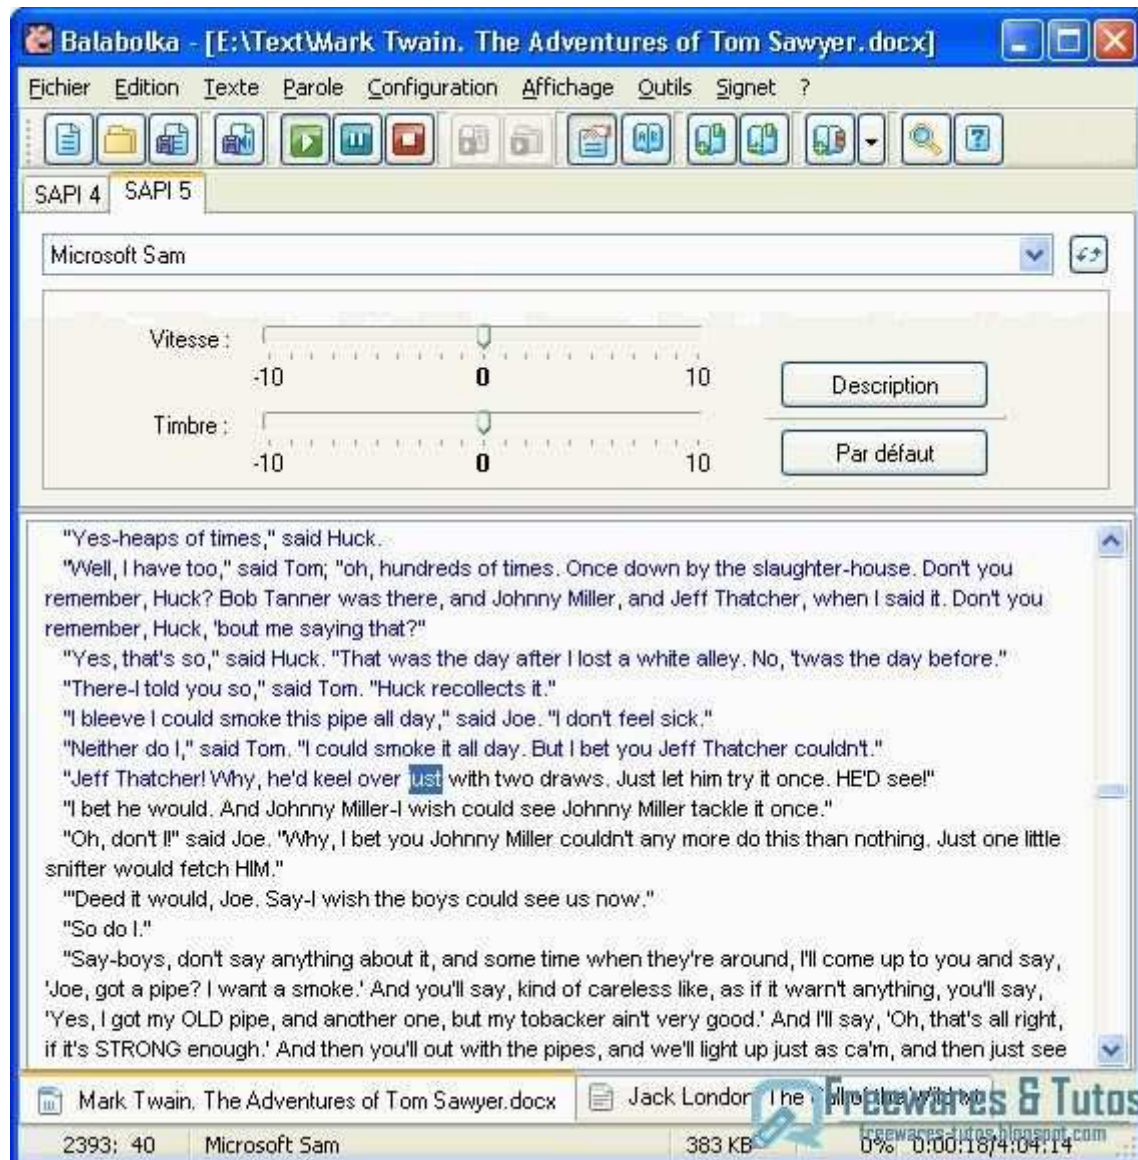 Balabolka - [E:\Text\Mark Twain. The Adventures of Tom Sawyer.docx]
Fichier Edition Texte Parole Configuration Affichage Outils Signet ?
SAPI 4 SAPI 5
Microsoft Sam
Vitesse :
-10 0 10
Description
Timbre :
-10 0 10
Par défaut
"Yes-heaps of times," said Huck.
"Well, I have too," said Tom; "oh, hundreds of times. Once down by the slaughter-house. Don't you
remember, Huck? Bob Tanner was there, and Johnny Miller, and Jeff Thatcher, when I said it. Don't you
remember, Huck, 'bout me saying that?"
"Yes, that's so," said Huck. "That was the day after I lost a white alley. No, 'twas the day before."
"There-I told you so," said Tom. "Huck recollects it."
"I bleeve I could smoke this pipe all day," said Joe. "I don't feel sick."
"Neither do I," said Tom. "I could smoke it all day. But I bet you Jeff Thatcher couldn't."
"Jeff Thatcher! Why, he'd keel over just with two draws. Just let him try it once. HE'D see!"
"I bet he would. And Johnny Miller-I wish could see Johnny Miller tackle it once."
"Oh, don't I!" said Joe. "Why, I bet you Johnny Miller couldn't any more do this than nothing. Just one little
snifter would fetch HIM."
"'Deed it would, Joe. Say-I wish the boys could see us now."
"So do I."
"Say-boys, don't say anything about it, and some time when they're around, I'll come up to you and say,
'Joe, got a pipe? I want a smoke.' And you'll say, kind of careless like, as if it warn't anything, you'll say,
'Yes, I got my OLD pipe, and another one, but my tobacker ain't very good.' And I'll say, 'Oh, that's all right,
if it's STRONG enough.' And then you'll out with the pipes, and we'll light up just as ca'm, and then just see
Mark Twain. The Adventures of Tom Sawyer.docx Jack London. The Call of the Wild.txt
Freewares & Tutos
freewares-tutos.blogspot.com
2393: 40 Microsoft Sam 383 KB 0% 0:00:18/4:04:14